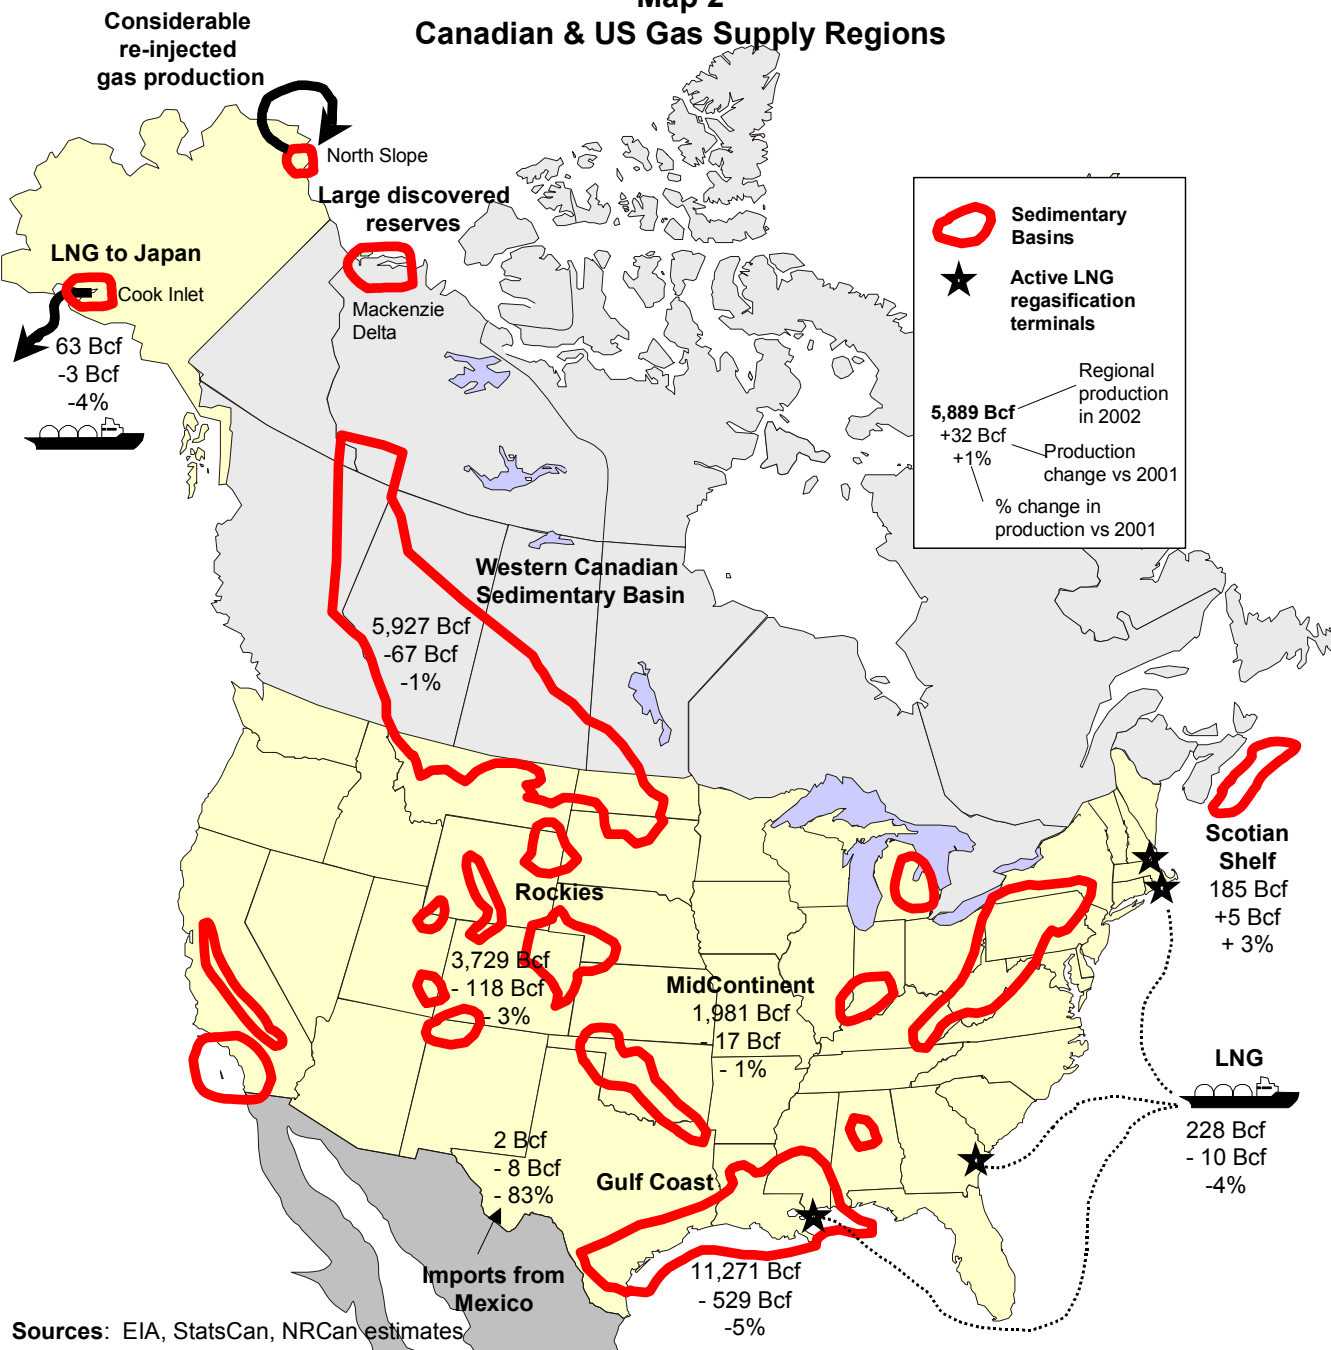 Map 2
Canadian & US Gas Supply Regions
Considerable
re-injected
gas production
North Slope
Large discovered
reserves
LNG to Japan
Cook Inlet
Mackenzie
Delta
63 Bcf
-3 Bcf
-4%
Sedimentary
Basins
Active LNG
regasification
terminals
Regional
production
in 2002
5,889 Bcf
+32 Bcf
+1%
Production
change vs 2001
% change in
production vs 2001
Western Canadian
Sedimentary Basin
5,927 Bcf
-67 Bcf
-1%
Scotian
Shelf
185 Bcf
+5 Bcf
+ 3%
Rockies
3,729 Bcf
- 118 Bcf
- 3%
MidContinent
1,981 Bcf
- 17 Bcf
- 1%
LNG
228 Bcf
- 10 Bcf
-4%
2 Bcf
- 8 Bcf
- 83%
Gulf Coast
11,271 Bcf
- 529 Bcf
-5%
Imports from
Mexico
Sources: EIA, StatsCan, NRCan estimates